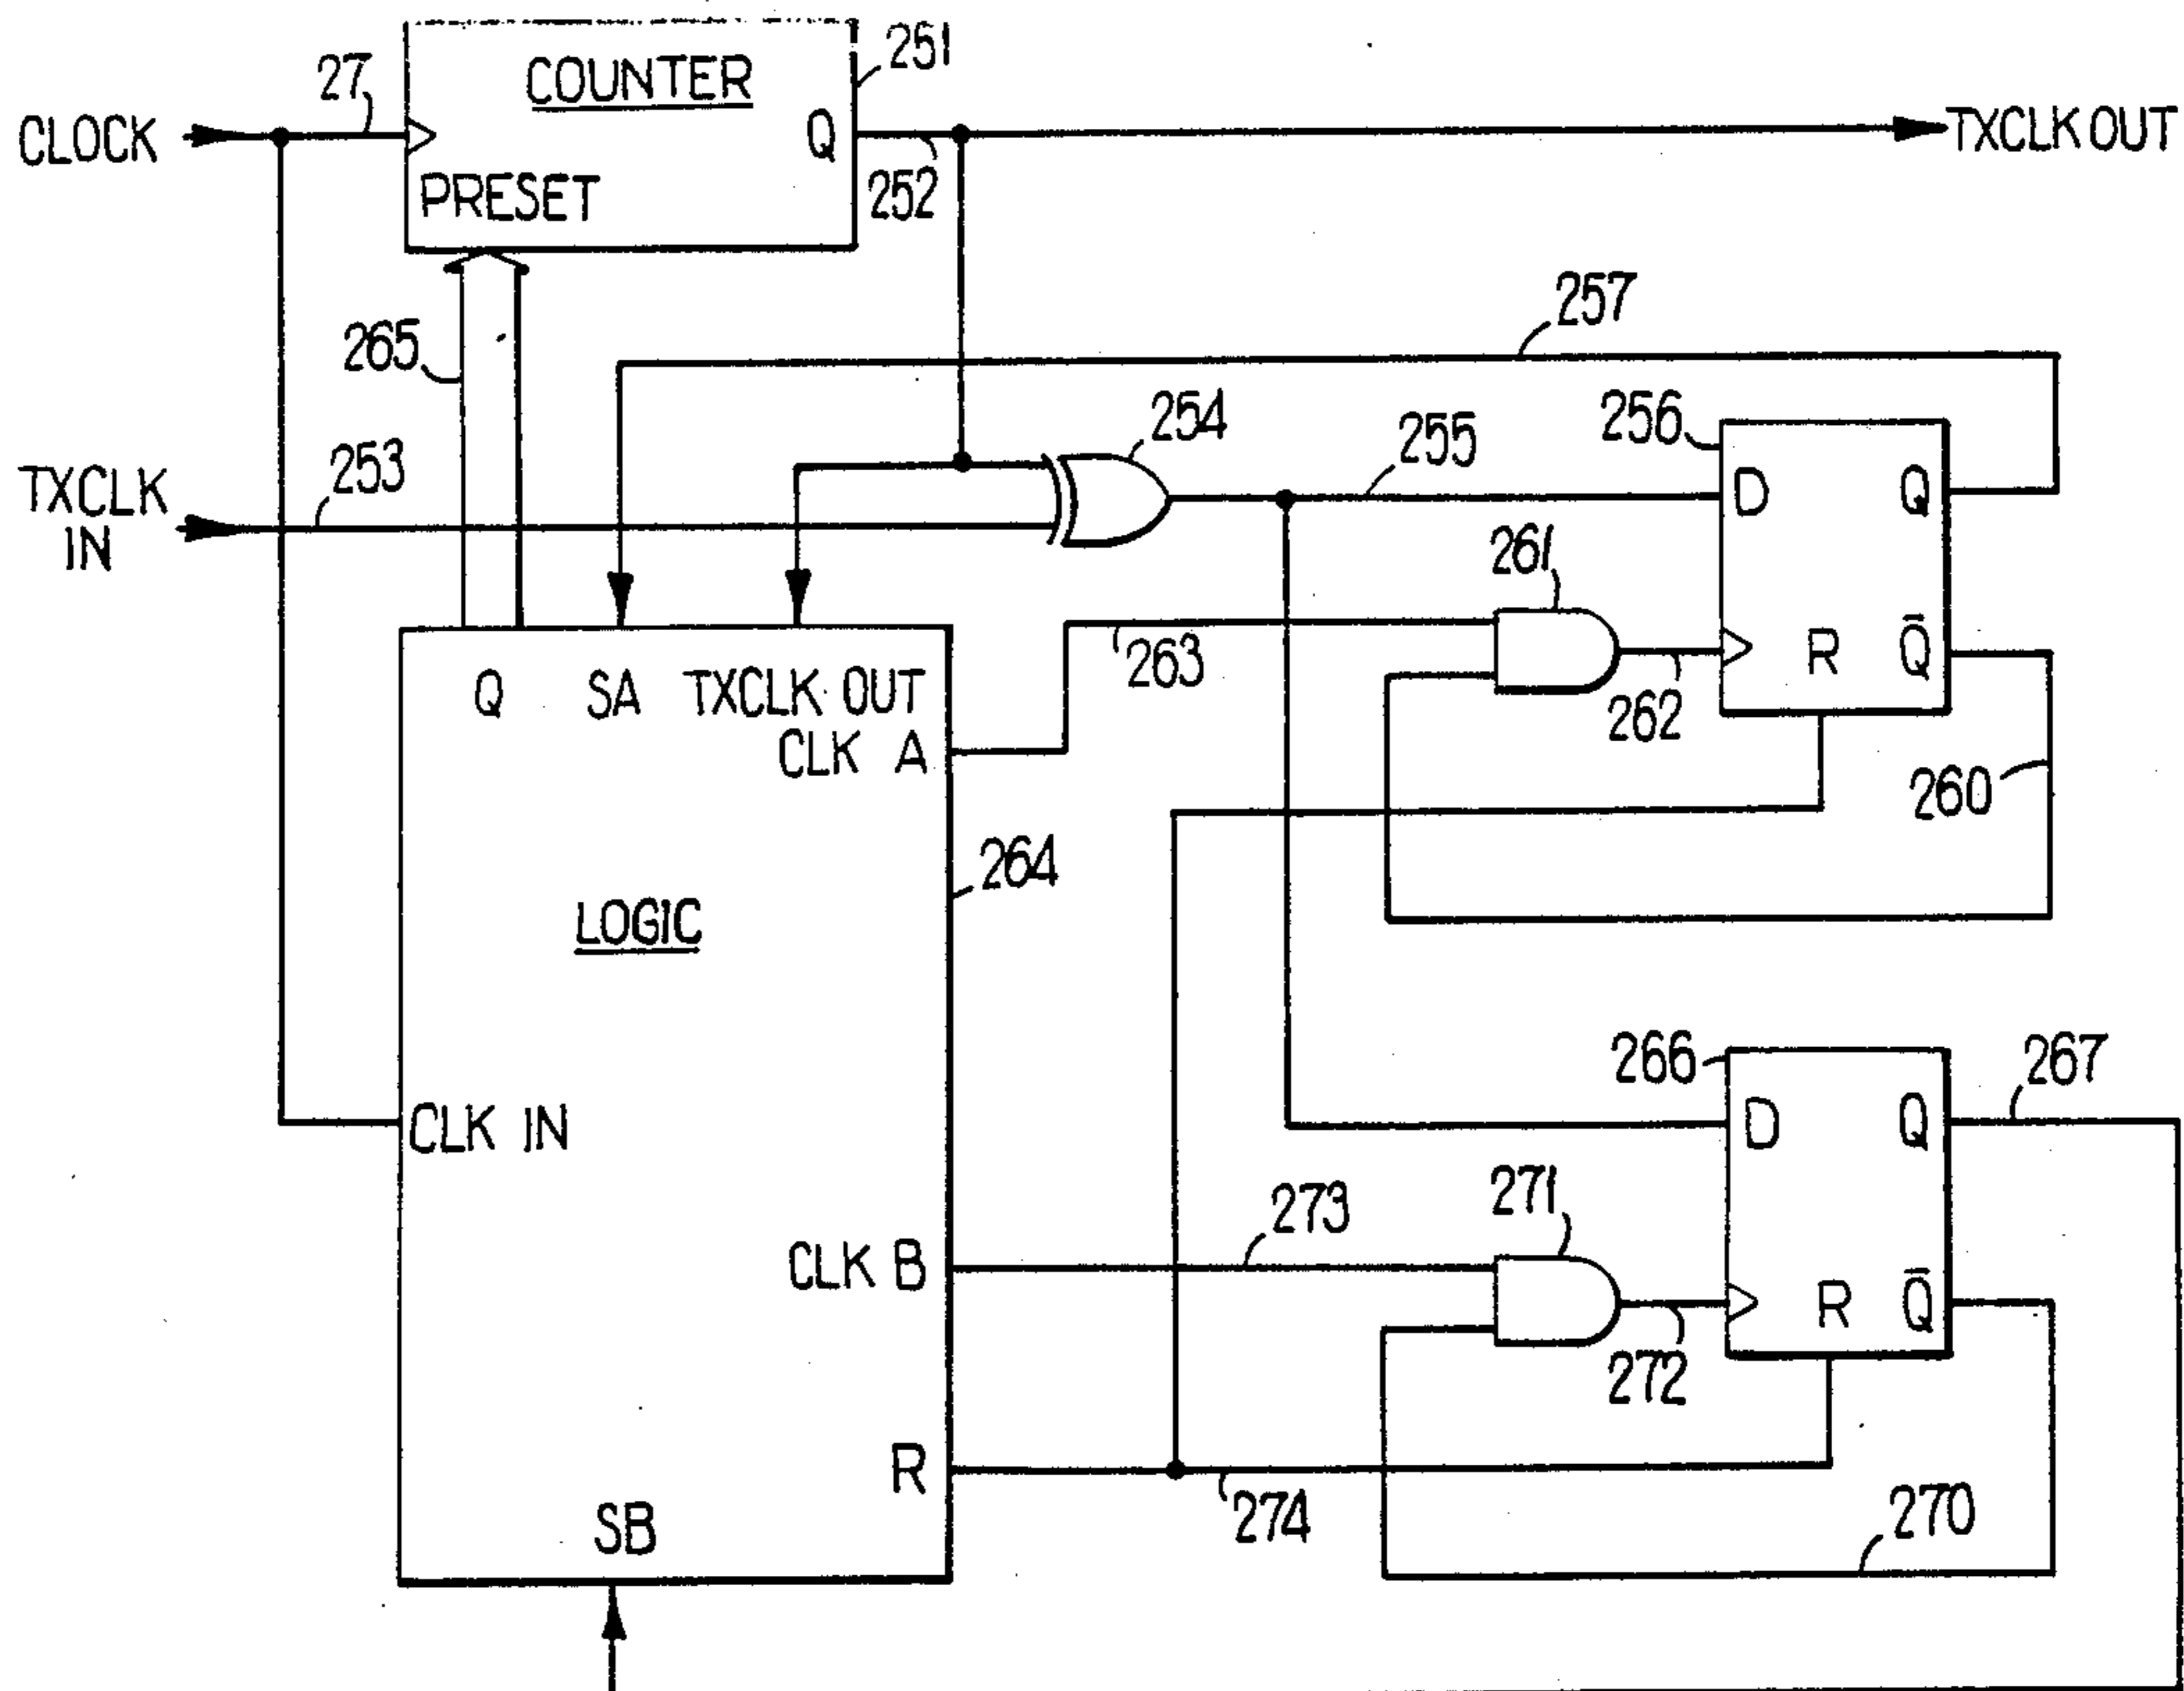 251
27
COUNTER
CLOCK
Q
TXCLK OUT
PRESET
252
257
265
254
256
255
253
TXCLK
IN
D
Q
261
263
262
R
Q̄
Q
SA
TXCLK OUT
CLK A
260
264
LOGIC
266
267
D
Q
CLK IN
271
273
CLK B
R
Q̄
272
R
274
270
SB